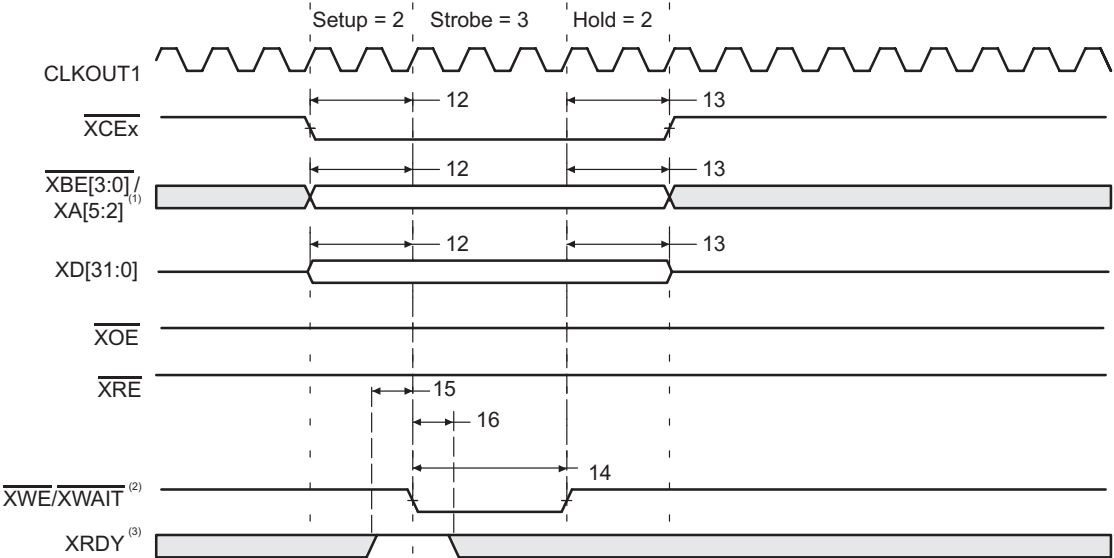 Setup = 2 Strobe = 3 Hold = 2
CLKOUT1
12 13
XCEx
12 13
XBE[3:0]/
XA[5:2](1)
12 13
XD[31:0]
XOE
XRE
15
16
14
XWE/XWAIT(2)
XRDY(3)